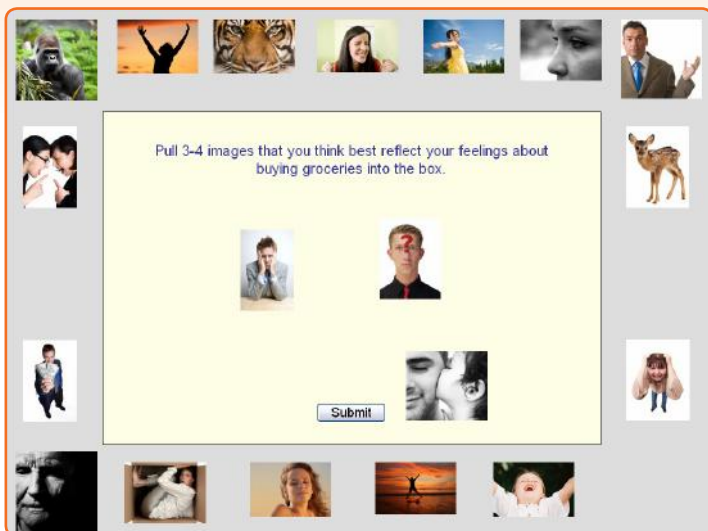 Pull 3-4 images that you think best reflect your feelings about
buying groceries into the box.
?
Submit